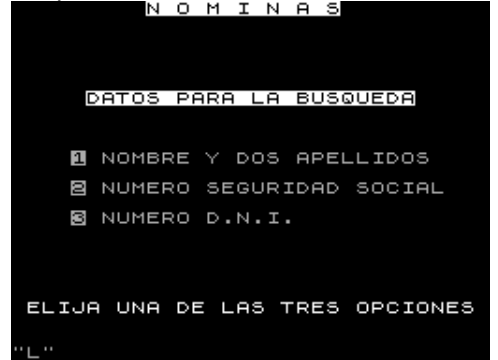 N O M I N A S
DATOS PARA LA BUSQUEDA
1 NOMBRE Y DOS APELLIDOS
2 NUMERO SEGURIDAD SOCIAL
3 NUMERO D.N.I.
ELIJA UNA DE LAS TRES OPCIONES
"L"